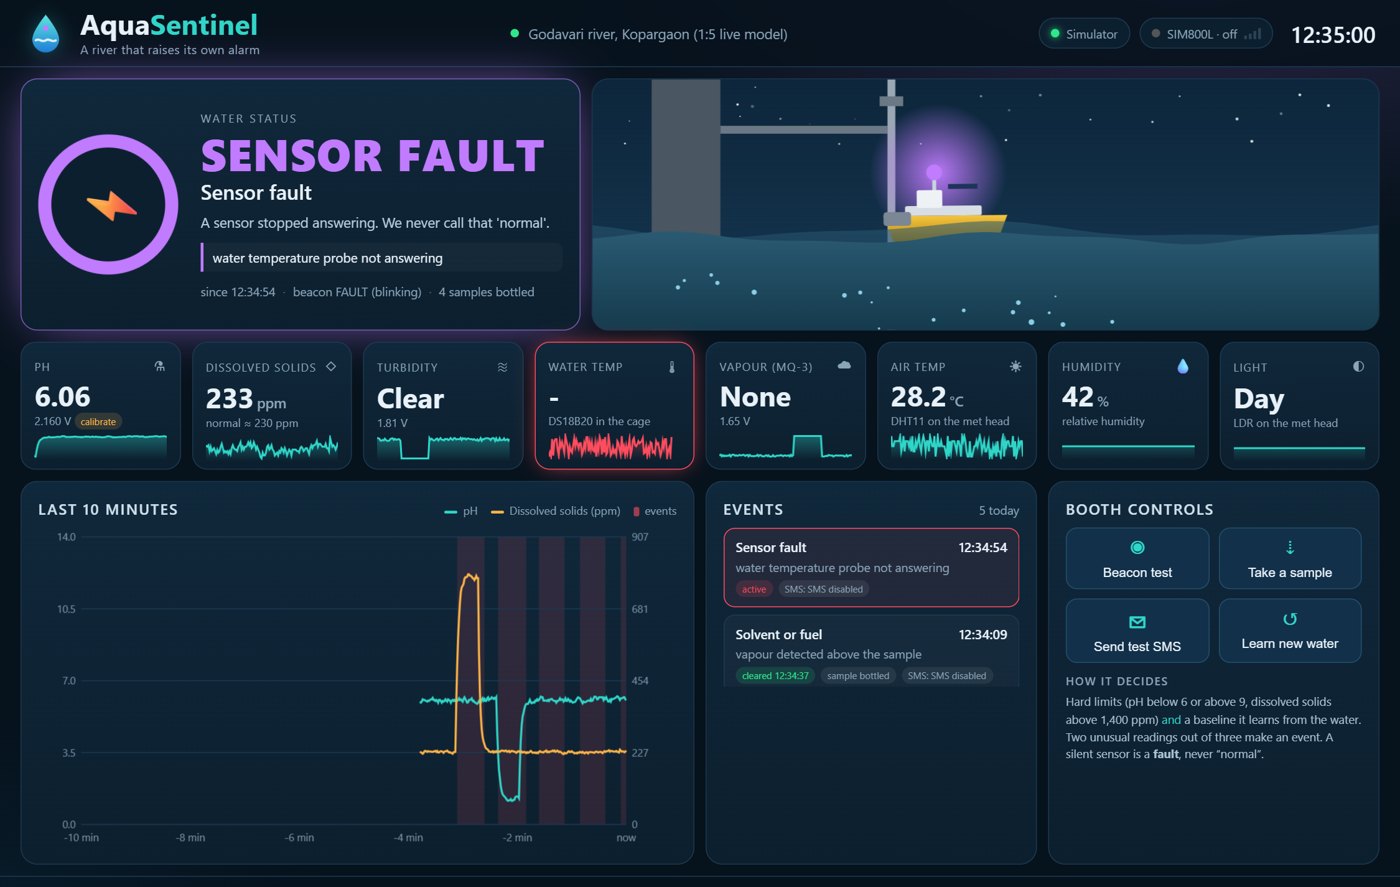 AquaSentinel
A river that raises its own alarm
Godavari river, Kopargaon (1:5 live model)
Simulator
SIM800L · off
12:35:00
WATER STATUS
SENSOR FAULT
Sensor fault
A sensor stopped answering. We never call that 'normal'.
water temperature probe not answering
since 12:34:54 · beacon FAULT (blinking) · 4 samples bottled
PH
6.06
2.160 V calibrate
DISSOLVED SOLIDS
233 ppm
normal ≈ 230 ppm
TURBIDITY
Clear
1.81 V
WATER TEMP
-
DS18B20 in the cage
VAPOUR (MQ-3)
None
1.65 V
AIR TEMP
28.2 °C
DHT11 on the met head
HUMIDITY
42 %
relative humidity
LIGHT
Day
LDR on the met head
LAST 10 MINUTES
pH Dissolved solids (ppm) events
14.0 907
10.5 681
7.0 454
3.5 227
0.0 0
-10 min -8 min -6 min -4 min -2 min now
EVENTS
5 today
Sensor fault 12:34:54
water temperature probe not answering
active SMS: SMS disabled
Solvent or fuel 12:34:09
vapour detected above the sample
cleared 12:34:37 sample bottled SMS: SMS disabled
BOOTH CONTROLS
Beacon test
Take a sample
Send test SMS
Learn new water
HOW IT DECIDES
Hard limits (pH below 6 or above 9, dissolved solids
above 1,400 ppm) and a baseline it learns from the water.
Two unusual readings out of three make an event. A
silent sensor is a fault, never "normal".